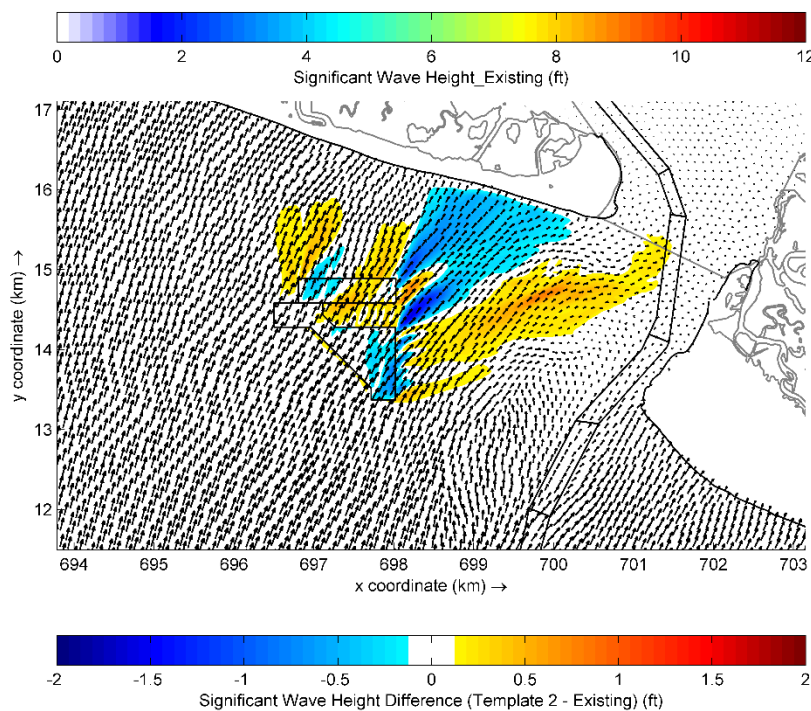 0 2 4 6 8 10 12
Significant Wave Height_Existing (ft)
17
16
15
14
13
12
y coordinate (km) →
694 695 696 697 698 699 700 701 702 703
x coordinate (km) →
-2 -1.5 -1 -0.5 0 0.5 1 1.5 2
Significant Wave Height Difference (Template 2 - Existing) (ft)